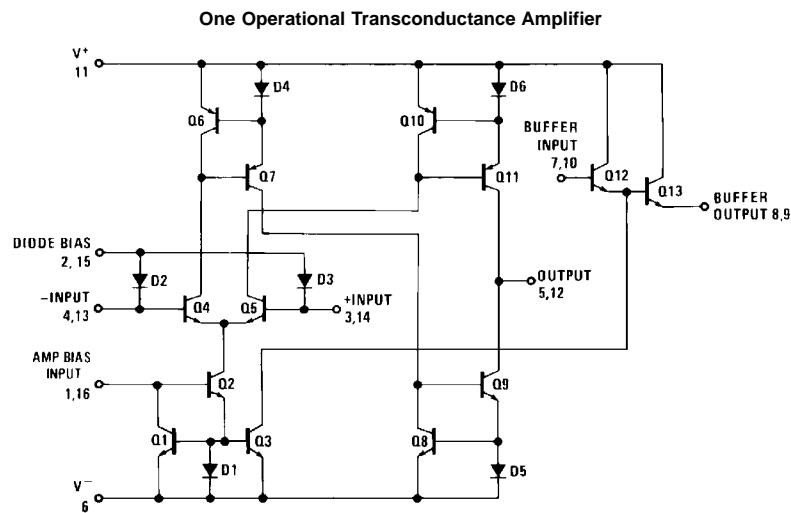 One Operational Transconductance Amplifier
V+
11
D4
D6
Q6
Q10
BUFFER
INPUT
7,10
Q7
Q11
Q12
Q13
BUFFER
OUTPUT 8,9
DIODE BIAS
2, 15
D2
D3
OUTPUT
5,12
-INPUT
4,13
Q4
Q5
+INPUT
3,14
AMP BIAS
INPUT
1,16
Q2
Q9
Q1
Q3
Q8
D1
D5
V−
6